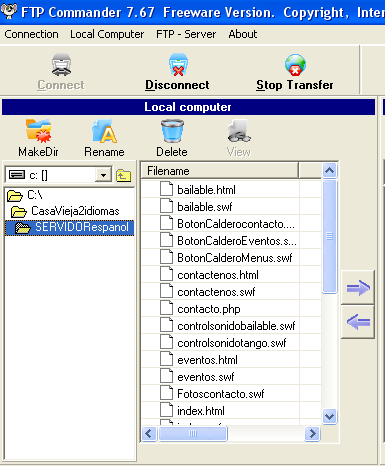 FTP Commander 7.67 Freeware Version. Copyright, Inter
Connection Local Computer FTP - Server About
Connect Disconnect Stop Transfer
Local computer
MakeDir Rename Delete View
c: []
C:\
CasaVieja2idiomas
SERVIDORespanol
Filename
bailable.html
bailable.swf
BotonCalderocontacto....
BotonCalderoEventos.s...
BotonCalderoMenus.swf
contactenos.html
contactenos.swf
contacto.php
controlsonidobailable.swf
controlsonidotango.swf
eventos.html
eventos.swf
Fotoscontacto.swf
index.html